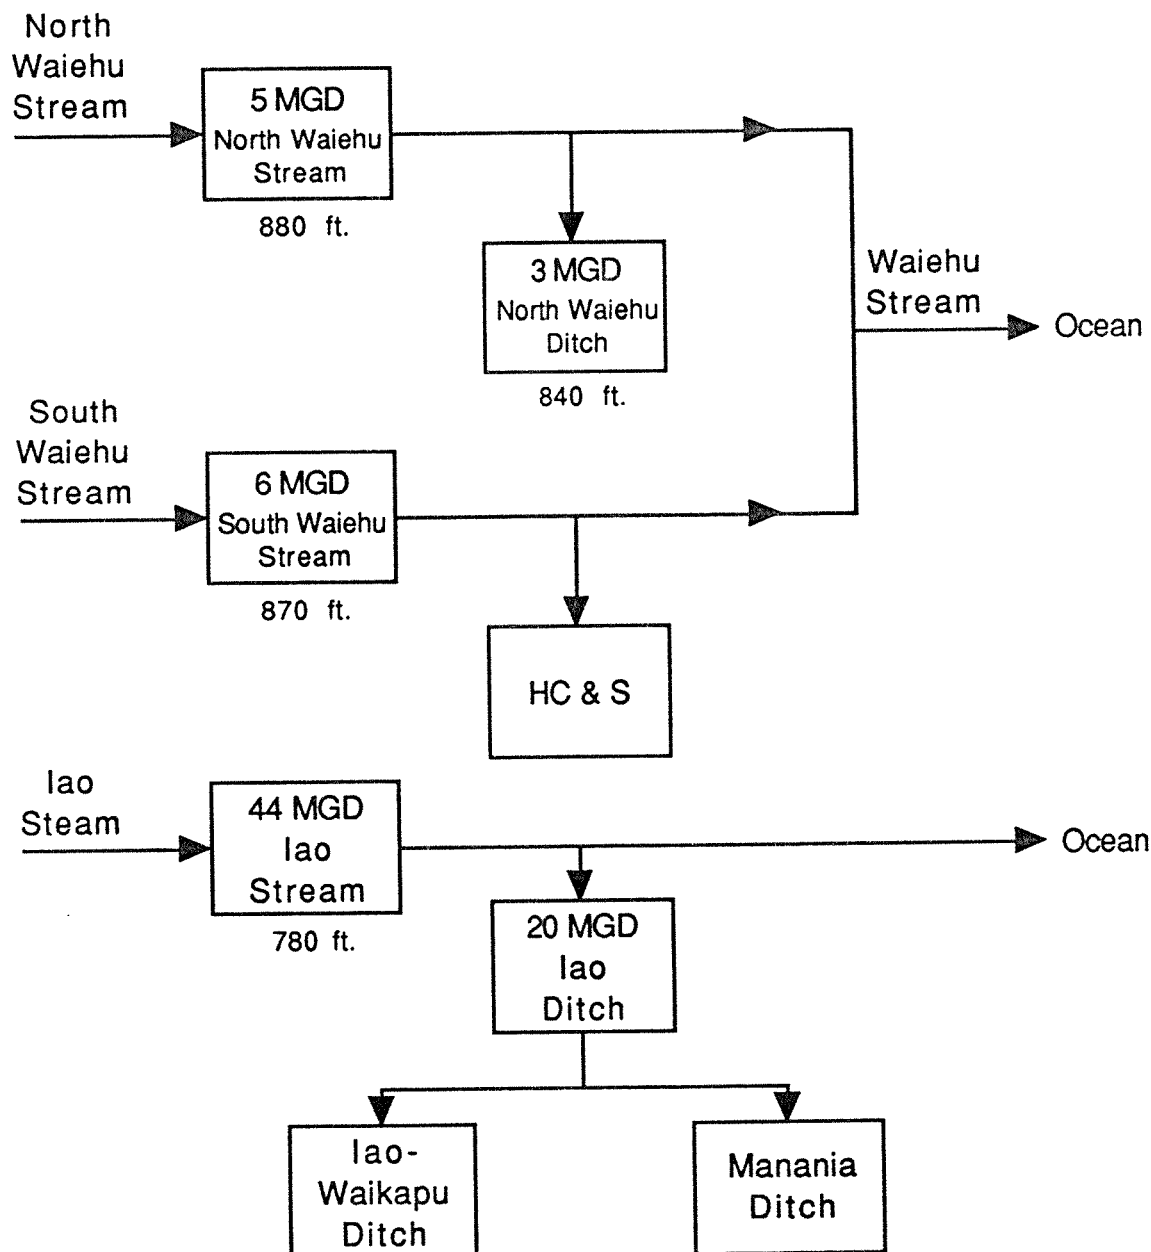 North
Waiehu
Stream
5 MGD
North Waiehu
Stream
880 ft.
3 MGD
North Waiehu
Ditch
840 ft.
Waiehu
Stream
Ocean
South
Waiehu
Stream
6 MGD
South Waiehu
Stream
870 ft.
HC & S
Iao
Steam
44 MGD
Iao
Stream
780 ft.
Ocean
20 MGD
Iao
Ditch
Iao-
Waikapu
Ditch
Manania
Ditch